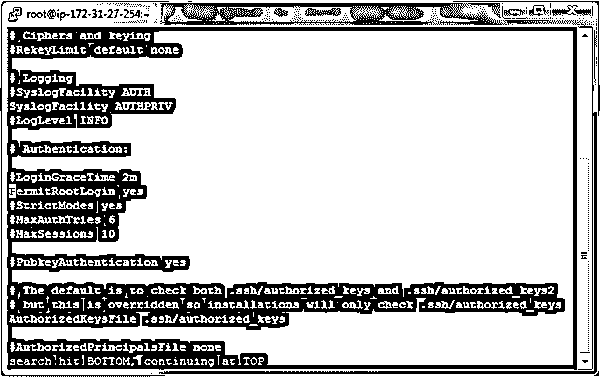 root@ip-172-31-27-254:~
# Ciphers and keying
#RekeyLimit default none
# Logging
#SyslogFacility AUTH
SyslogFacility AUTHPRIV
#LogLevel INFO
# Authentication:
#LoginGraceTime 2m
PermitRootLogin yes
#StrictModes yes
#MaxAuthTries 6
#MaxSessions 10
#PubkeyAuthentication yes
# The default is to check both .ssh/authorized_keys and .ssh/authorized_keys2
# but this is overridden so installations will only check .ssh/authorized_keys
AuthorizedKeysFile .ssh/authorized_keys
#AuthorizedPrincipalsFile none
search hit BOTTOM, continuing at TOP